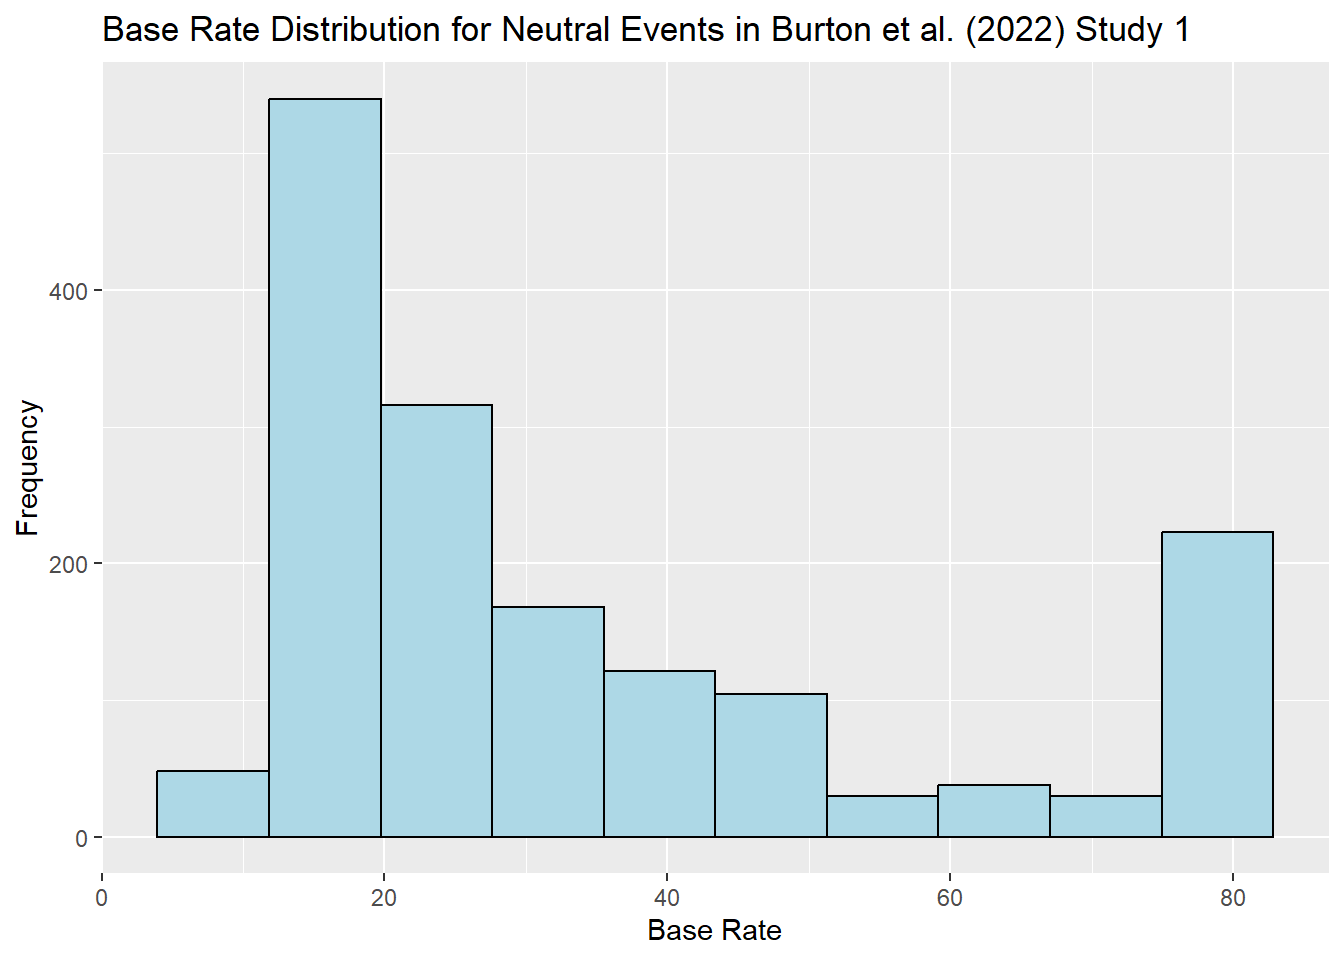 Base Rate Distribution for Neutral Events in Burton et al. (2022) Study 1
Frequency
400
200
0
0 20 40 60 80
Base Rate